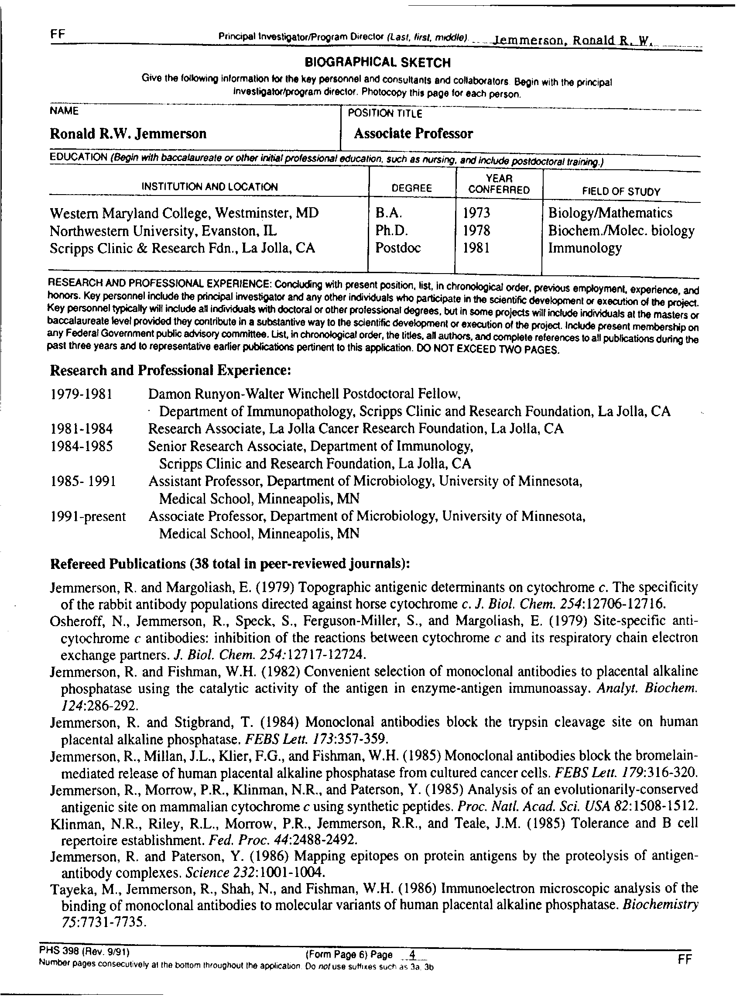 FF
Principal Investigator/Program Director (Last, first, middle) Jemmerson, Ronald R. W.
BIOGRAPHICAL SKETCH
Give the following information for the key personnel and consultants and collaborators. Begin with the principal
investigator/program director. Photocopy this page for each person.
NAME
POSITION TITLE
Ronald R.W. Jemmerson
Associate Professor
EDUCATION (Begin with baccalaureate or other initial professional education, such as nursing, and include postdoctoral training.)
INSTITUTION AND LOCATION DEGREE YEAR CONFERRED FIELD OF STUDY
Western Maryland College, Westminster, MD B.A. 1973 Biology/Mathematics
Northwestern University, Evanston, IL Ph.D. 1978 Biochem./Molec. biology
Scripps Clinic & Research Fdn., La Jolla, CA Postdoc 1981 Immunology
RESEARCH AND PROFESSIONAL EXPERIENCE: Concluding with present position, list, in chronological order, previous employment, experience, and
honors. Key personnel include the principal investigator and any other individuals who participate in the scientific development or execution of the project.
Key personnel typically will include all individuals with doctoral or other professional degrees, but in some projects will include individuals at the masters or
baccalaureate level provided they contribute in a substantive way to the scientific development or execution of the project. Include present membership on
any Federal Government public advisory committee. List, in chronological order, the titles, all authors, and complete references to all publications during the
past three years and to representative earlier publications pertinent to this application. DO NOT EXCEED TWO PAGES.
Research and Professional Experience:
1979-1981 Damon Runyon-Walter Winchell Postdoctoral Fellow,
Department of Immunopathology, Scripps Clinic and Research Foundation, La Jolla, CA
1981-1984 Research Associate, La Jolla Cancer Research Foundation, La Jolla, CA
1984-1985 Senior Research Associate, Department of Immunology,
Scripps Clinic and Research Foundation, La Jolla, CA
1985- 1991 Assistant Professor, Department of Microbiology, University of Minnesota,
Medical School, Minneapolis, MN
1991-present Associate Professor, Department of Microbiology, University of Minnesota,
Medical School, Minneapolis, MN
Refereed Publications (38 total in peer-reviewed journals):
Jemmerson, R. and Margoliash, E. (1979) Topographic antigenic determinants on cytochrome c. The specificity
of the rabbit antibody populations directed against horse cytochrome c. J. Biol. Chem. 254:12706-12716.
Osheroff, N., Jemmerson, R., Speck, S., Ferguson-Miller, S., and Margoliash, E. (1979) Site-specific anti-
cytochrome c antibodies: inhibition of the reactions between cytochrome c and its respiratory chain electron
exchange partners. J. Biol. Chem. 254:12717-12724.
Jemmerson, R. and Fishman, W.H. (1982) Convenient selection of monoclonal antibodies to placental alkaline
phosphatase using the catalytic activity of the antigen in enzyme-antigen immunoassay. Analyt. Biochem.
124:286-292.
Jemmerson, R. and Stigbrand, T. (1984) Monoclonal antibodies block the trypsin cleavage site on human
placental alkaline phosphatase. FEBS Lett. 173:357-359.
Jemmerson, R., Millan, J.L., Klier, F.G., and Fishman, W.H. (1985) Monoclonal antibodies block the bromelain-
mediated release of human placental alkaline phosphatase from cultured cancer cells. FEBS Lett. 179:316-320.
Jemmerson, R., Morrow, P.R., Klinman, N.R., and Paterson, Y. (1985) Analysis of an evolutionarily-conserved
antigenic site on mammalian cytochrome c using synthetic peptides. Proc. Natl. Acad. Sci. USA 82:1508-1512.
Klinman, N.R., Riley, R.L., Morrow, P.R., Jemmerson, R.R., and Teale, J.M. (1985) Tolerance and B cell
repertoire establishment. Fed. Proc. 44:2488-2492.
Jemmerson, R. and Paterson, Y. (1986) Mapping epitopes on protein antigens by the proteolysis of antigen-
antibody complexes. Science 232:1001-1004.
Tayeka, M., Jemmerson, R., Shah, N., and Fishman, W.H. (1986) Immunoelectron microscopic analysis of the
binding of monoclonal antibodies to molecular variants of human placental alkaline phosphatase. Biochemistry
75:7731-7735.
PHS 398 (Rev. 9/91) (Form Page 6) Page 4 FF
Number pages consecutively at the bottom throughout the application. Do not use suffixes such as 3a, 3b